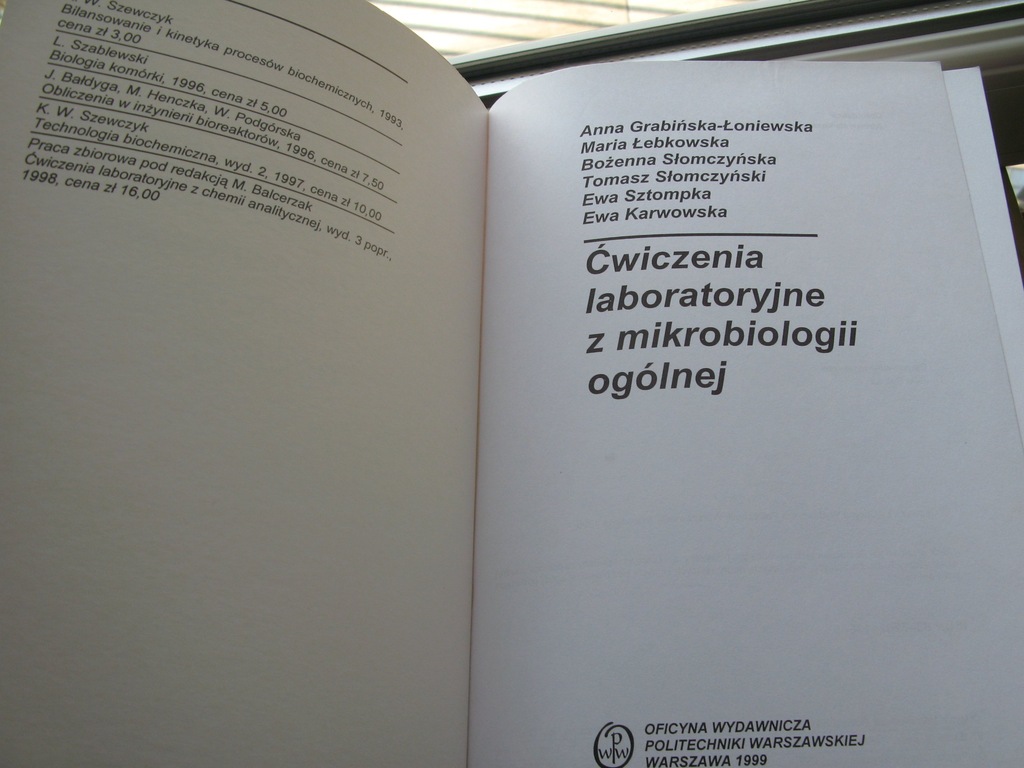 W. Szewczyk
Bilansowanie i kinetyka procesów biochemicznych, 1993,
cena zł 3,00
L. Szablewski
Biologia komórki, 1996, cena zł 5,00
J. Bałdyga, M. Henczka, W. Podgórska
Obliczenia w inżynierii bioreaktorów, 1996, cena zł 7,50
K. W. Szewczyk
Technologia biochemiczna, wyd. 2, 1997, cena zł 10,00
Praca zbiorowa pod redakcją M. Balcerzak
Ćwiczenia laboratoryjne z chemii analitycznej, wyd. 3 popr.,
1998, cena zł 16,00
Anna Grabińska-Łoniewska
Maria Łebkowska
Bożenna Słomczyńska
Tomasz Słomczyński
Ewa Sztompka
Ewa Karwowska
Ćwiczenia
laboratoryjne
z mikrobiologii
ogólnej
OFICYNA WYDAWNICZA
POLITECHNIKI WARSZAWSKIEJ
WARSZAWA 1999